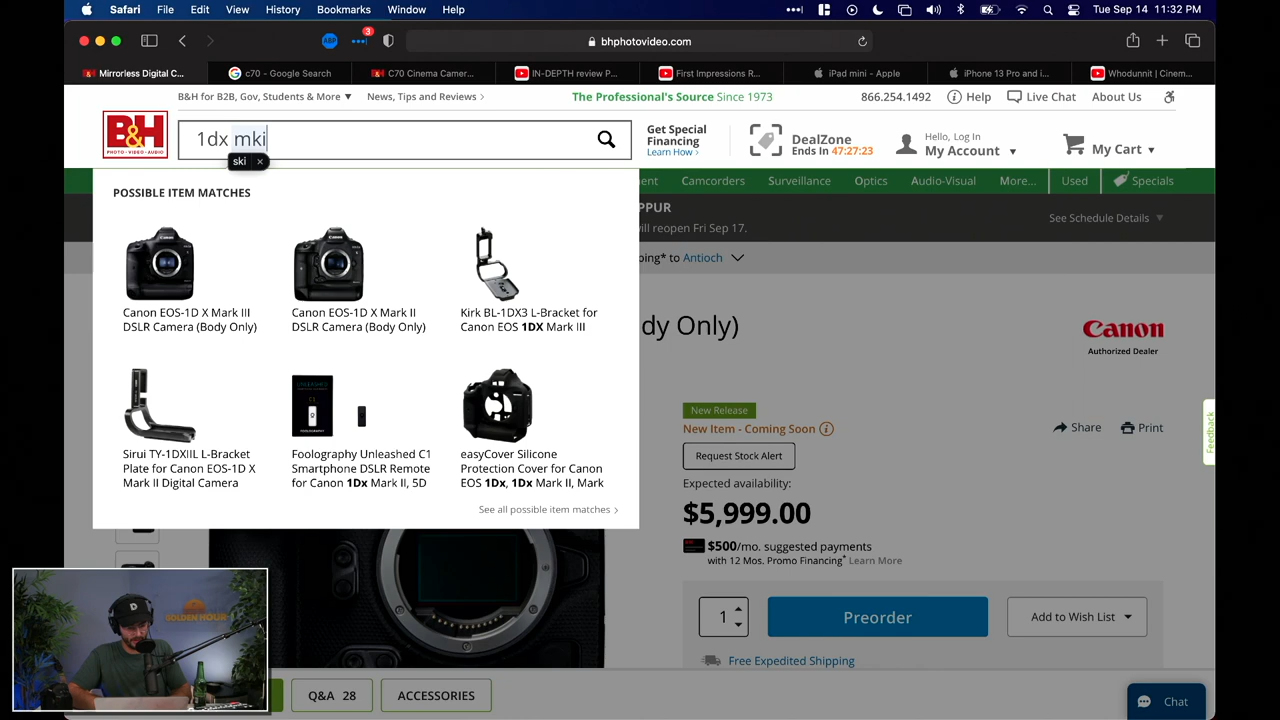 Safari File Edit View History Bookmarks Window Help
Tue Sep 14 11:32 PM
ABP
3
bhphotovideo.com
Mirrorless Digital C...
c70 - Google Search
C70 Cinema Camer...
IN-DEPTH review P...
First Impressions R...
iPad mini - Apple
iPhone 13 Pro and i...
Whodunnit | Cinem...
B&H for B2B, Gov, Students & More
News, Tips and Reviews
The Professional's Source Since 1973
866.254.1492
Help
Live Chat
About Us
B&H
PHOTO · VIDEO · AUDIO
1dx mki
ski ×
Get Special
Financing
Learn How
DealZone
Ends In 47:27:23
Hello, Log In
My Account
My Cart
ent
Camcorders
Surveillance
Optics
Audio-Visual
More...
Used
Specials
PPUR
ill reopen Fri Sep 17.
See Schedule Details
ping* to Antioch
POSSIBLE ITEM MATCHES
Canon EOS-1D X Mark III
DSLR Camera (Body Only)
Canon EOS-1D X Mark II
DSLR Camera (Body Only)
Kirk BL-1DX3 L-Bracket for
Canon EOS 1DX Mark III
Sirui TY-1DXIIL L-Bracket
Plate for Canon EOS-1D X
Mark II Digital Camera
Foolography Unleashed C1
Smartphone DSLR Remote
for Canon 1Dx Mark II, 5D
easyCover Silicone
Protection Cover for Canon
EOS 1Dx, 1Dx Mark II, Mark
See all possible item matches
dy Only)
Canon
Authorized Dealer
New Release
New Item - Coming Soon
Request Stock Alert
Share
Print
Feedback
Expected availability:
$5,999.00
$500/mo. suggested payments
with 12 Mos. Promo Financing* Learn More
1
Preorder
Add to Wish List
Free Expedited Shipping
Q&A 28
ACCESSORIES
Chat
GOLDEN HOUR
D